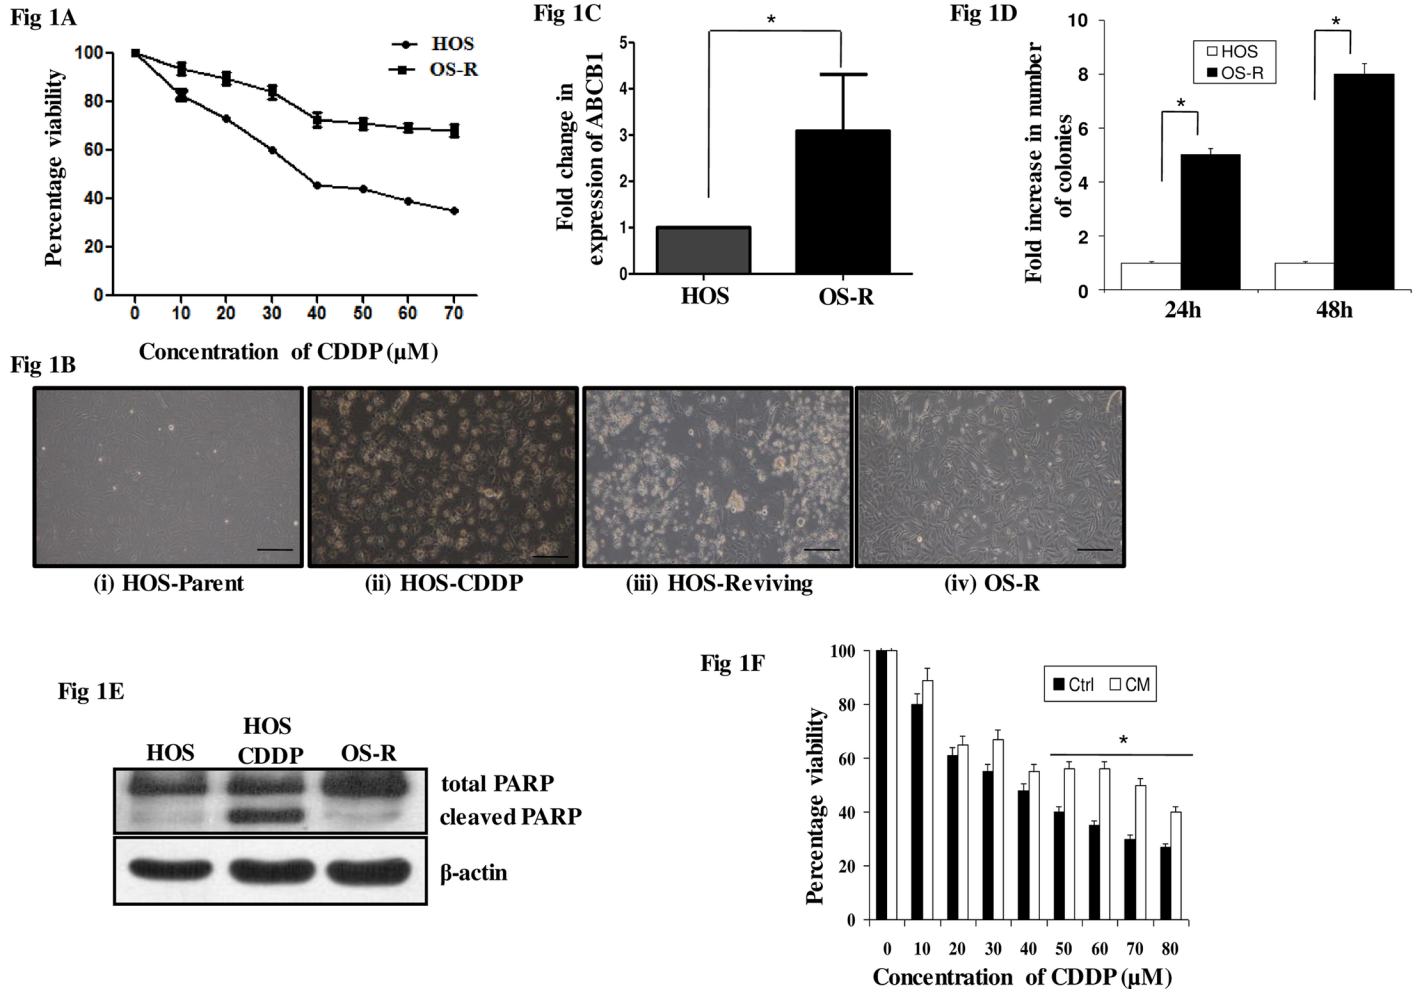 Fig 1A
Percentage viability
100
80
60
40
20
0
HOS
OS-R
0 10 20 30 40 50 60 70
Concentration of CDDP (μM)
Fig 1C
Fold change in
expression of ABCB1
5
4
3
2
1
0
*
HOS OS-R
Fig 1D
Fold increase in number
of colonies
10
8
6
4
2
0
HOS
OS-R
*
*
24h 48h
Fig 1B
(i) HOS-Parent
(ii) HOS-CDDP
(iii) HOS-Reviving
(iv) OS-R
Fig 1E
HOS
HOS
CDDP
OS-R
total PARP
cleaved PARP
β-actin
Fig 1F
Percentage viability
100
80
60
40
20
0
Ctrl CM
*
0 10 20 30 40 50 60 70 80
Concentration of CDDP (μM)